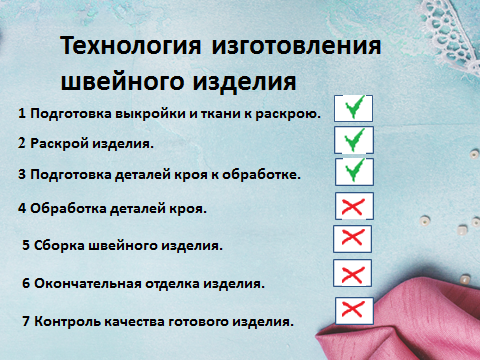 Технология изготовления
швейного изделия
1 Подготовка выкройки и ткани к раскрою.
2 Раскрой изделия.
3 Подготовка деталей кроя к обработке.
4 Обработка деталей кроя.
5 Сборка швейного изделия.
6 Окончательная отделка изделия.
7 Контроль качества готового изделия.